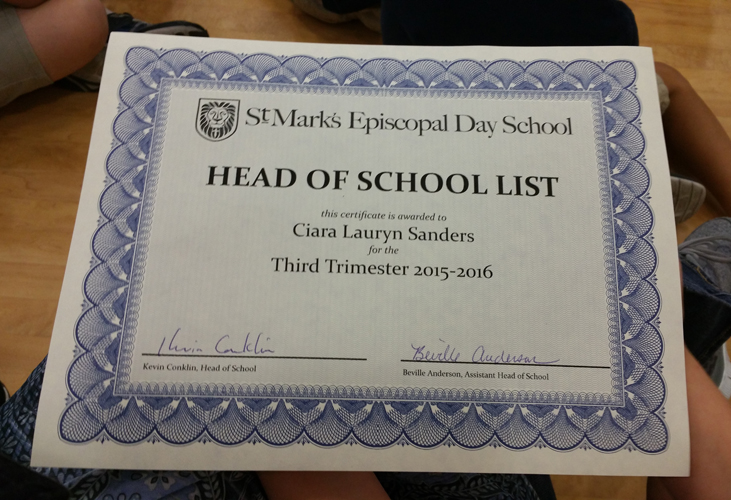 St Mark's Episcopal Day School
HEAD OF SCHOOL LIST
this certificate is awarded to
Ciara Lauryn Sanders
for the
Third Trimester 2015-2016
Kevin Conklin
Beville Anderson
Kevin Conklin, Head of School
Beville Anderson, Assistant Head of School